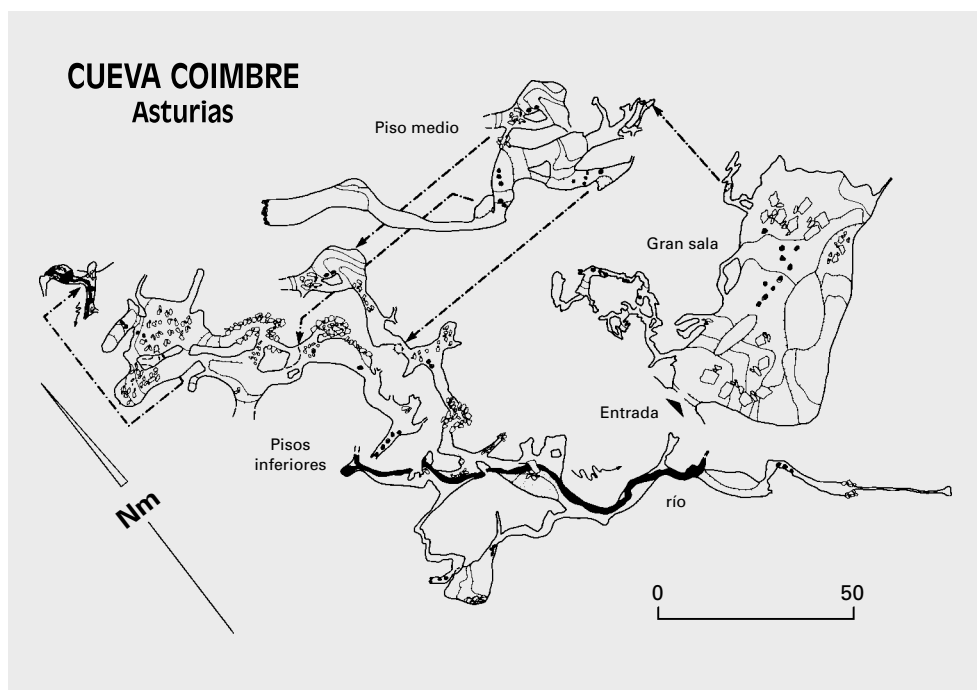 CUEVA COIMBRE
Asturias
Piso medio
Gran sala
Entrada
Pisos
inferiores
río
Nm
0 50